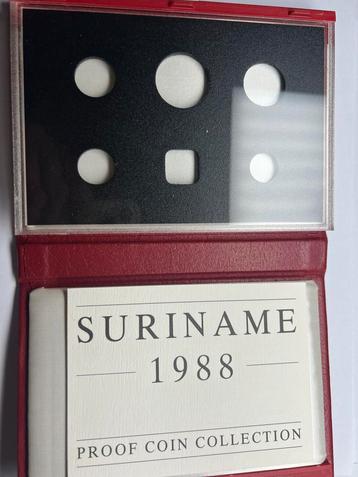 SURINAME
1988
PROOF COIN COLLECTION